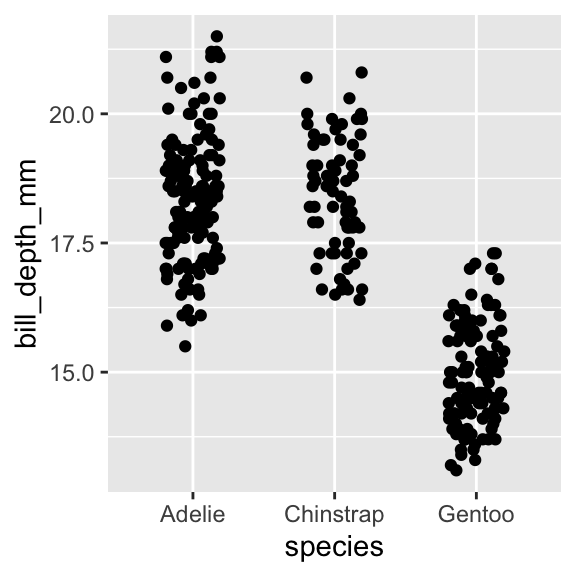 20.0
17.5
15.0
bill_depth_mm
Adelie Chinstrap Gentoo
species